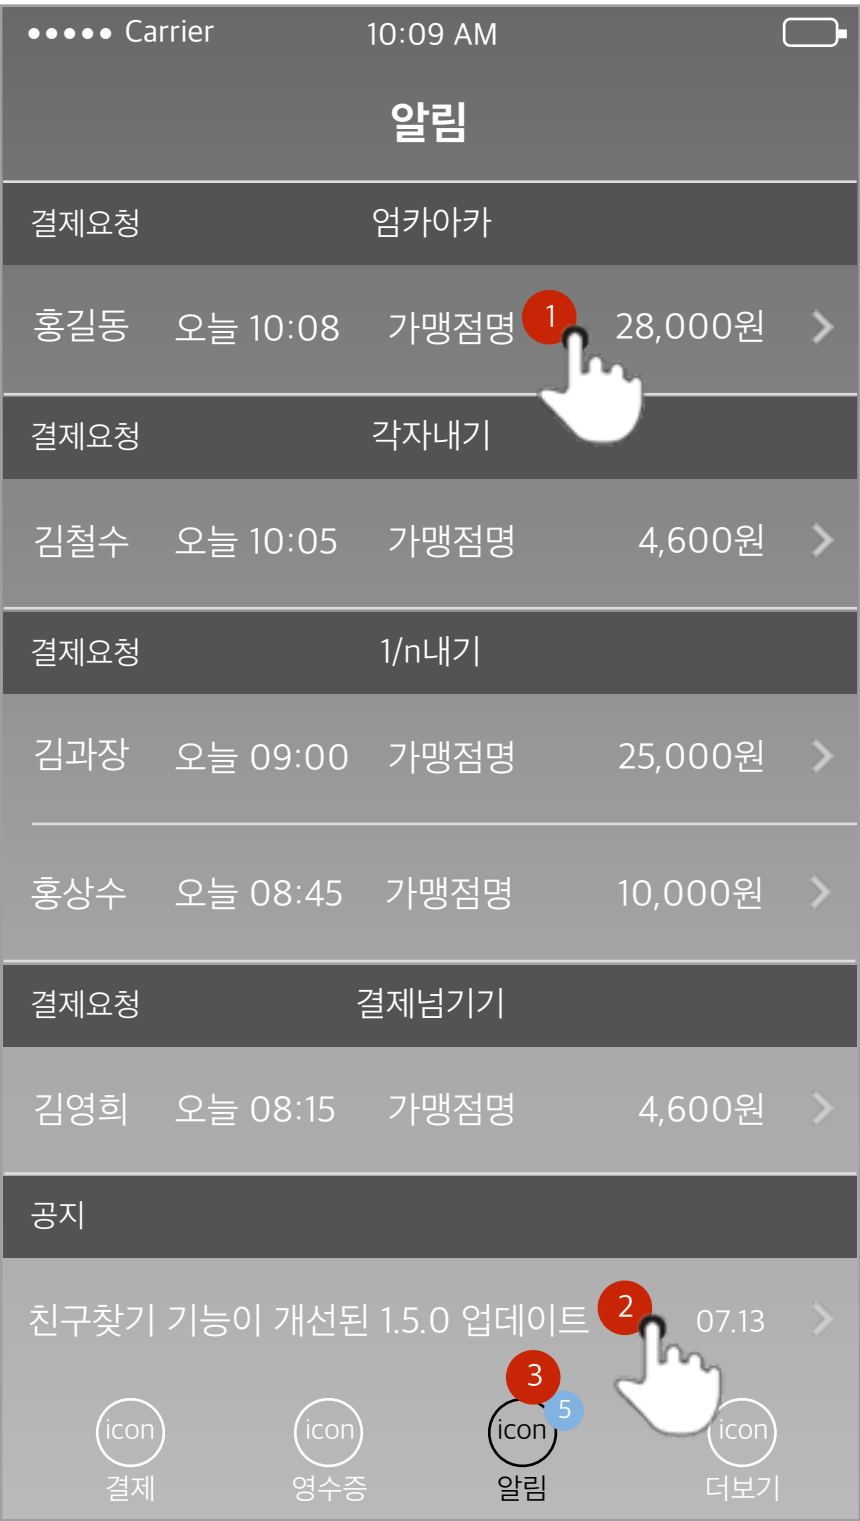 Carrier 10:09 AM
알림
결제요청 엄카아카
홍길동 오늘 10:08 가맹점명 1 28,000원
결제요청 각자내기
김철수 오늘 10:05 가맹점명 4,600원
결제요청 1/n내기
김과장 오늘 09:00 가맹점명 25,000원
홍상수 오늘 08:45 가맹점명 10,000원
결제요청 결제넘기기
김영희 오늘 08:15 가맹점명 4,600원
공지
친구찾기 기능이 개선된 1.5.0 업데이트 2 07.13
3
5
icon icon icon icon
결제 영수증 알림 더보기